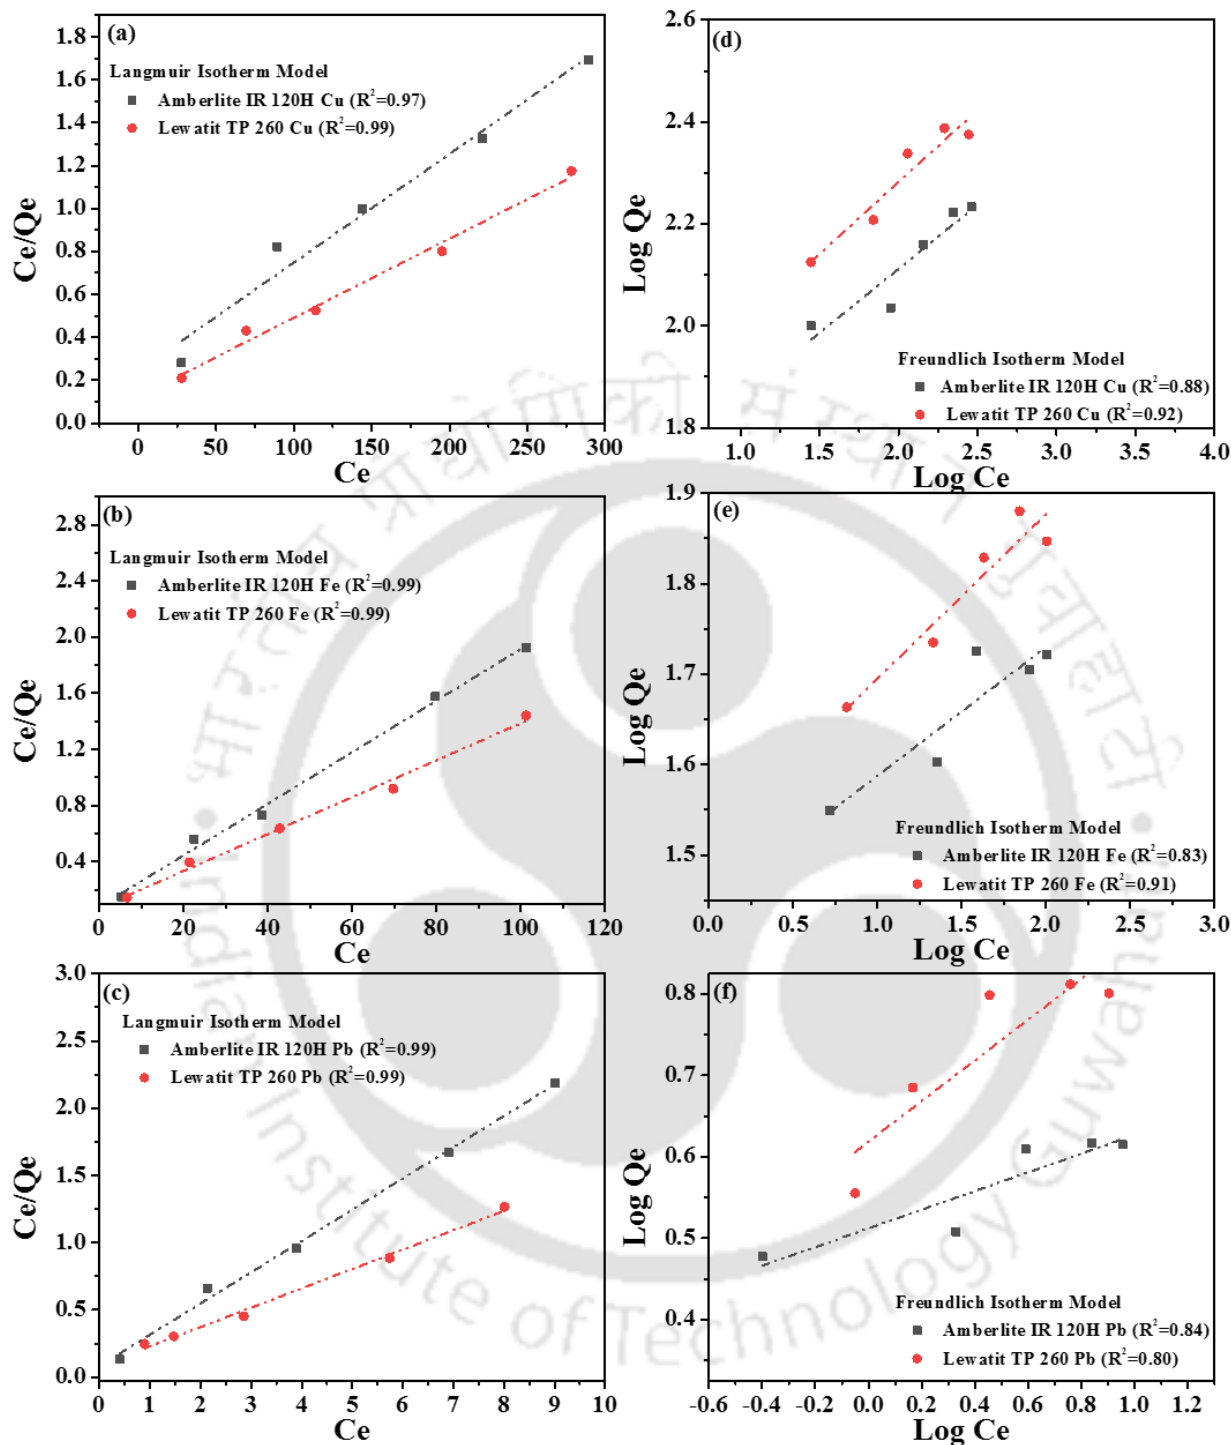 (a)
Langmuir Isotherm Model
Amberlite IR 120H Cu (R²=0.97)
Lewatit TP 260 Cu (R²=0.99)
1.8
1.6
1.4
1.2
1.0
0.8
0.6
0.4
0.2
0.0
Ce/Qe
0 50 100 150 200 250 300
Ce
(d)
2.6
2.4
2.2
2.0
1.8
Log Qe
Freundlich Isotherm Model
Amberlite IR 120H Cu (R²=0.88)
Lewatit TP 260 Cu (R²=0.92)
1.0 1.5 2.0 2.5 3.0 3.5 4.0
Log Ce
(b)
Langmuir Isotherm Model
Amberlite IR 120H Fe (R²=0.99)
Lewatit TP 260 Fe (R²=0.99)
2.8
2.4
2.0
1.6
1.2
0.8
0.4
Ce/Qe
0 20 40 60 80 100 120
Ce
(e)
1.9
1.8
1.7
1.6
1.5
Log Qe
Freundlich Isotherm Model
Amberlite IR 120H Fe (R²=0.83)
Lewatit TP 260 Fe (R²=0.91)
0.0 0.5 1.0 1.5 2.0 2.5 3.0
Log Ce
(c)
Langmuir Isotherm Model
Amberlite IR 120H Pb (R²=0.99)
Lewatit TP 260 Pb (R²=0.99)
3.0
2.5
2.0
1.5
1.0
0.5
0.0
Ce/Qe
0 1 2 3 4 5 6 7 8 9 10
Ce
(f)
0.8
0.7
0.6
0.5
0.4
Log Qe
Freundlich Isotherm Model
Amberlite IR 120H Pb (R²=0.84)
Lewatit TP 260 Pb (R²=0.80)
-0.6 -0.4 -0.2 0.0 0.2 0.4 0.6 0.8 1.0 1.2
Log Ce
Indian Institute of Technology Guwahati